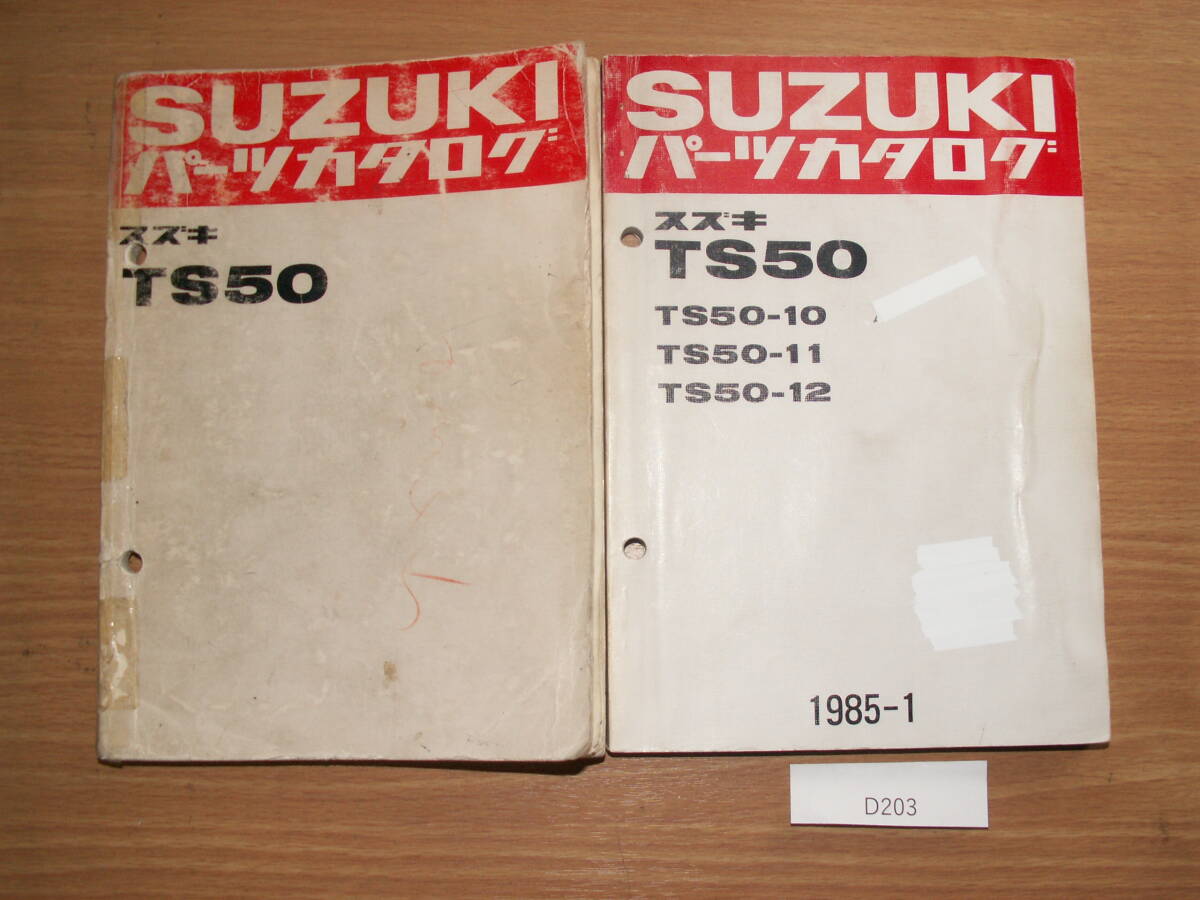 SUZUKI
パーツカタログ
スズキ
TS50
SUZUKI
パーツカタログ
スズキ
TS50
TS50-10
TS50-11
TS50-12
1985-1
D203